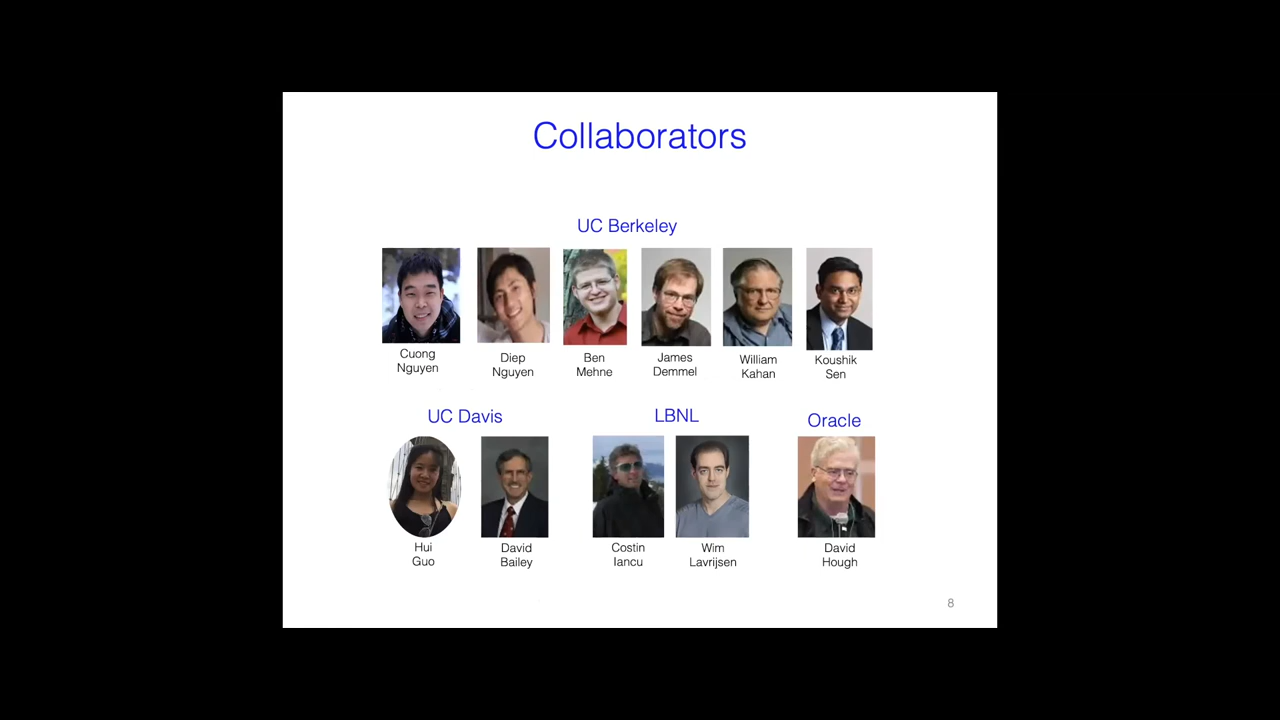 Collaborators
UC Berkeley
Cuong
Nguyen
Diep
Nguyen
Ben
Mehne
James
Demmel
William
Kahan
Koushik
Sen
UC Davis
LBNL
Oracle
Hui
Guo
David
Bailey
Costin
Iancu
Wim
Lavrijsen
David
Hough
8